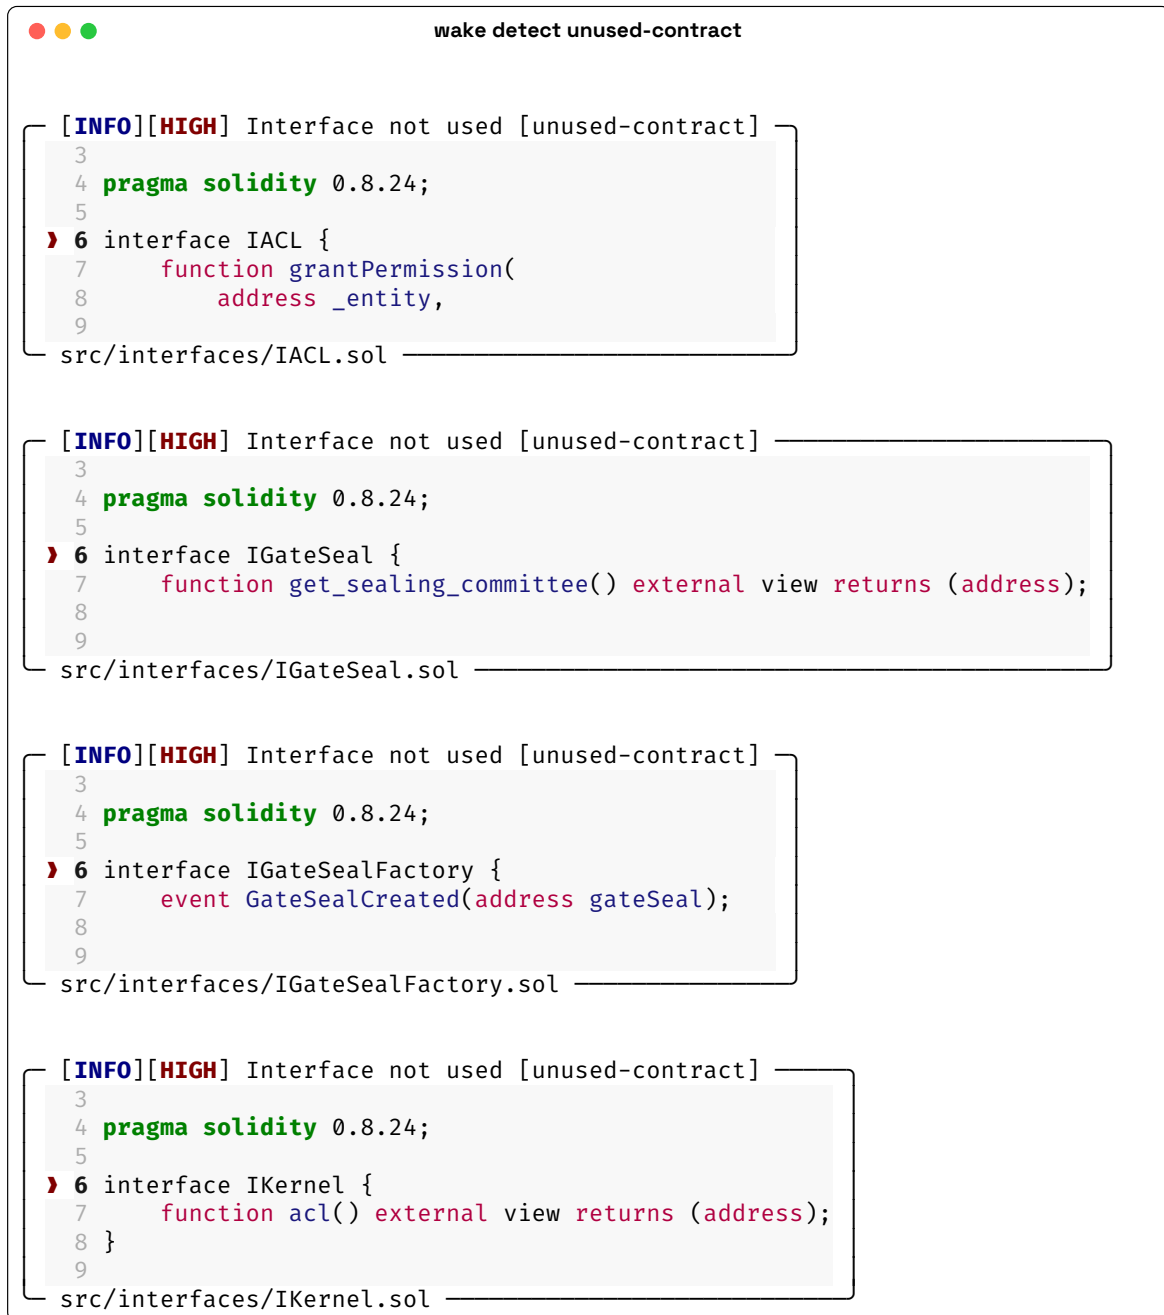 wake detect unused-contract
[INFO][HIGH] Interface not used [unused-contract]
3
4 pragma solidity 0.8.24;
5
❱ 6 interface IACL {
7     function grantPermission(
8         address _entity,
9
src/interfaces/IACL.sol
[INFO][HIGH] Interface not used [unused-contract]
3
4 pragma solidity 0.8.24;
5
❱ 6 interface IGateSeal {
7     function get_sealing_committee() external view returns (address);
8
9
src/interfaces/IGateSeal.sol
[INFO][HIGH] Interface not used [unused-contract]
3
4 pragma solidity 0.8.24;
5
❱ 6 interface IGateSealFactory {
7     event GateSealCreated(address gateSeal);
8
9
src/interfaces/IGateSealFactory.sol
[INFO][HIGH] Interface not used [unused-contract]
3
4 pragma solidity 0.8.24;
5
❱ 6 interface IKernel {
7     function acl() external view returns (address);
8 }
9
src/interfaces/IKernel.sol